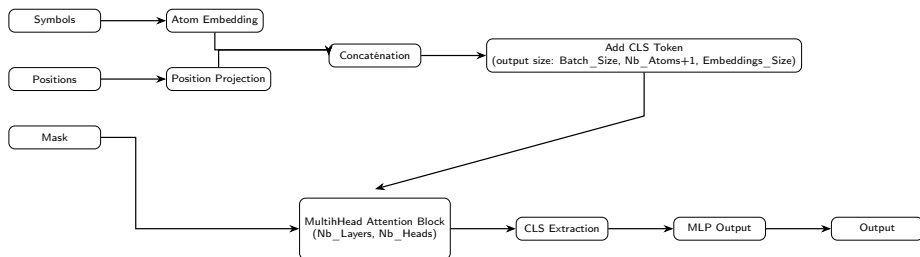 Symbols
Atom Embedding
Positions
Position Projection
Concaténation
Add CLS Token
(output size: Batch_Size, Nb_Atoms+1, Embeddings_Size)
Mask
MultihHead Attention Block
(Nb_Layers, Nb_Heads)
CLS Extraction
MLP Output
Output